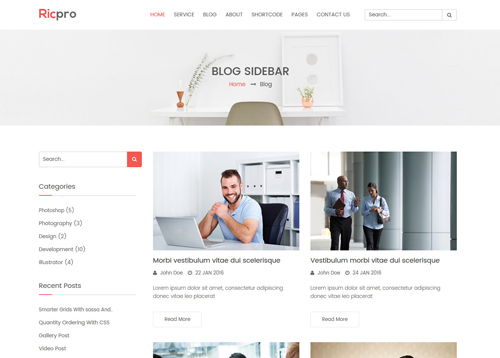 Ricpro
HOME SERVICE BLOG ABOUT SHORTCODE PAGES CONTACT US
Search...
BLOG SIDEBAR
Home Blog
Search...
Categories
Photoshop (5)
Photography (3)
Design (2)
Development (10)
Illustrator (4)
Recent Posts
Smarter Grids With sassa And..
Quantity Ordering With CSS
Gallery Post
Video Post
Morbi vestibulum vitae dui scelerisque
John Doe 22 JAN 2016
Lorem ipsum dolor sit amet, consectetur adipiscing
donec vitae leo placerat
Read More
Vestibulum morbi vitae dui scelerisque
John Doe 24 JAN 2016
Lorem ipsum dolor sit amet, consectetur adipiscing
donec vitae leo placerat
Read More